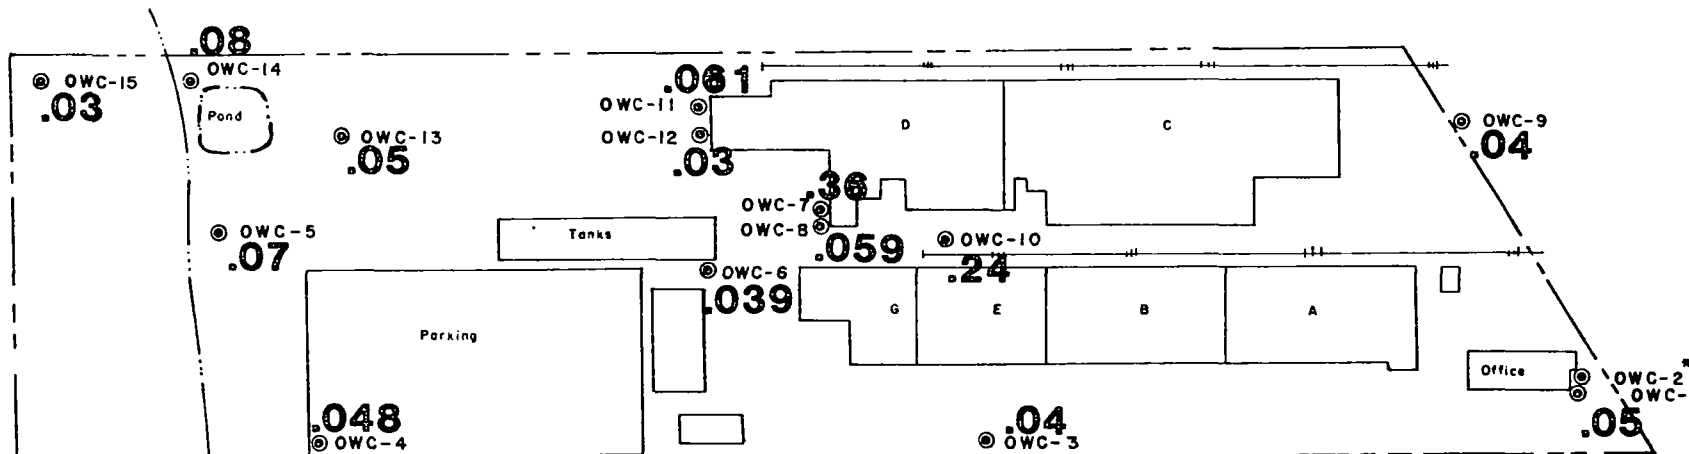 .08
OWC-15
OWC-14
.03
Pond
OWC-13
.05
.061
OWC-11
OWC-12
.03
D
C
OWC-9
.04
.36
OWC-7
OWC-8
.059
OWC-5
.07
Tanks
OWC-10
.24
OWC-6
.039
G
E
B
A
Parking
Office
OWC-2*
OWC-
.05
.048
OWC-4
.04
OWC-3